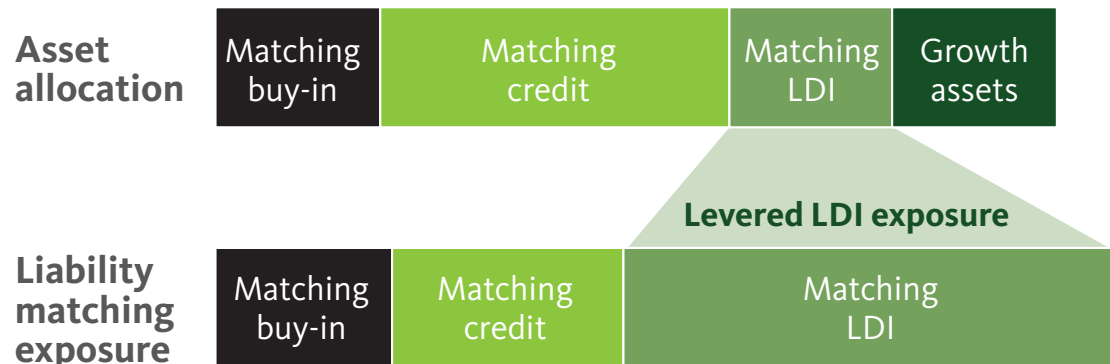 Asset
allocation
Matching
buy-in
Matching
credit
Matching
LDI
Growth
assets
Levered LDI exposure
Liability
matching
exposure
Matching
buy-in
Matching
credit
Matching
LDI